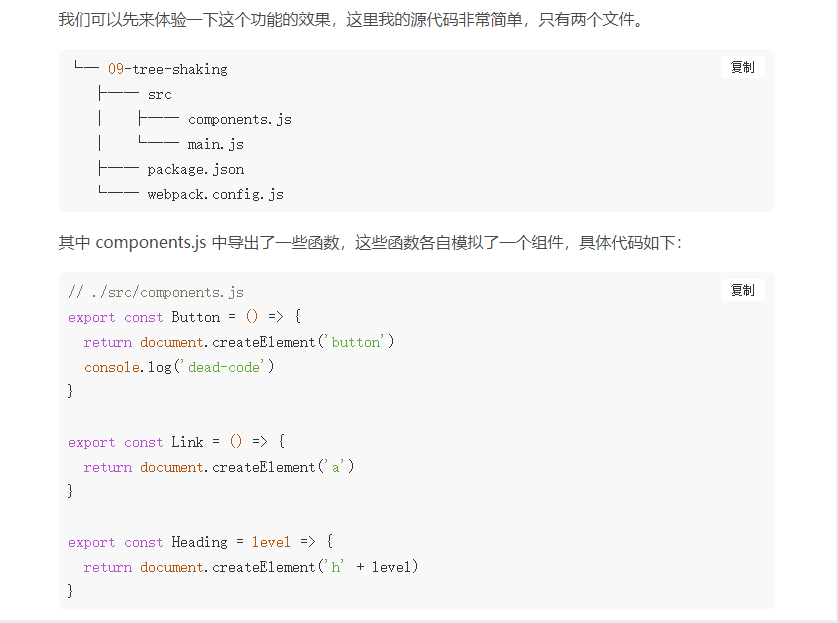 我们可以先来体验一下这个功能的效果，这里我的源代码非常简单，只有两个文件。
复制
└── 09-tree-shaking
    ├── src
    │   ├── components.js
    │   └── main.js
    ├── package.json
    └── webpack.config.js
其中 components.js 中导出了一些函数，这些函数各自模拟了一个组件，具体代码如下：
复制
// ./src/components.js
export const Button = () => {
  return document.createElement('button')
  console.log('dead-code')
}
export const Link = () => {
  return document.createElement('a')
}
export const Heading = level => {
  return document.createElement('h' + level)
}